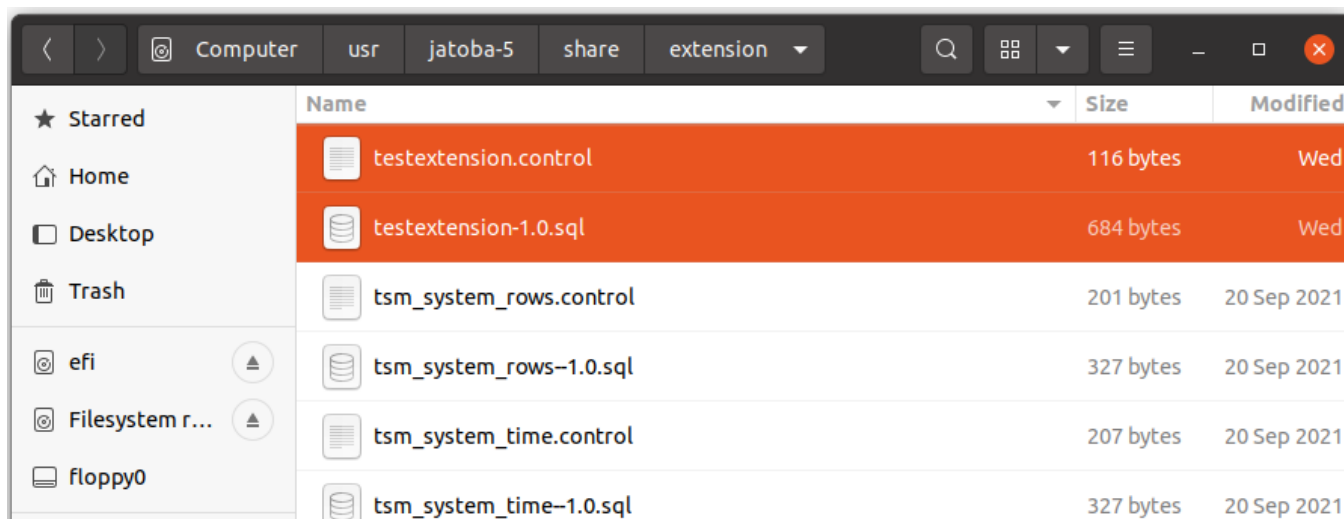 Computer usr jatoba-5 share extension
Name Size Modified
Starred
testextension.control 116 bytes Wed
Home
testextension-1.0.sql 684 bytes Wed
Desktop
Trash
tsm_system_rows.control 201 bytes 20 Sep 2021
efi
tsm_system_rows--1.0.sql 327 bytes 20 Sep 2021
Filesystem r...
tsm_system_time.control 207 bytes 20 Sep 2021
floppy0
tsm_system_time--1.0.sql 327 bytes 20 Sep 2021